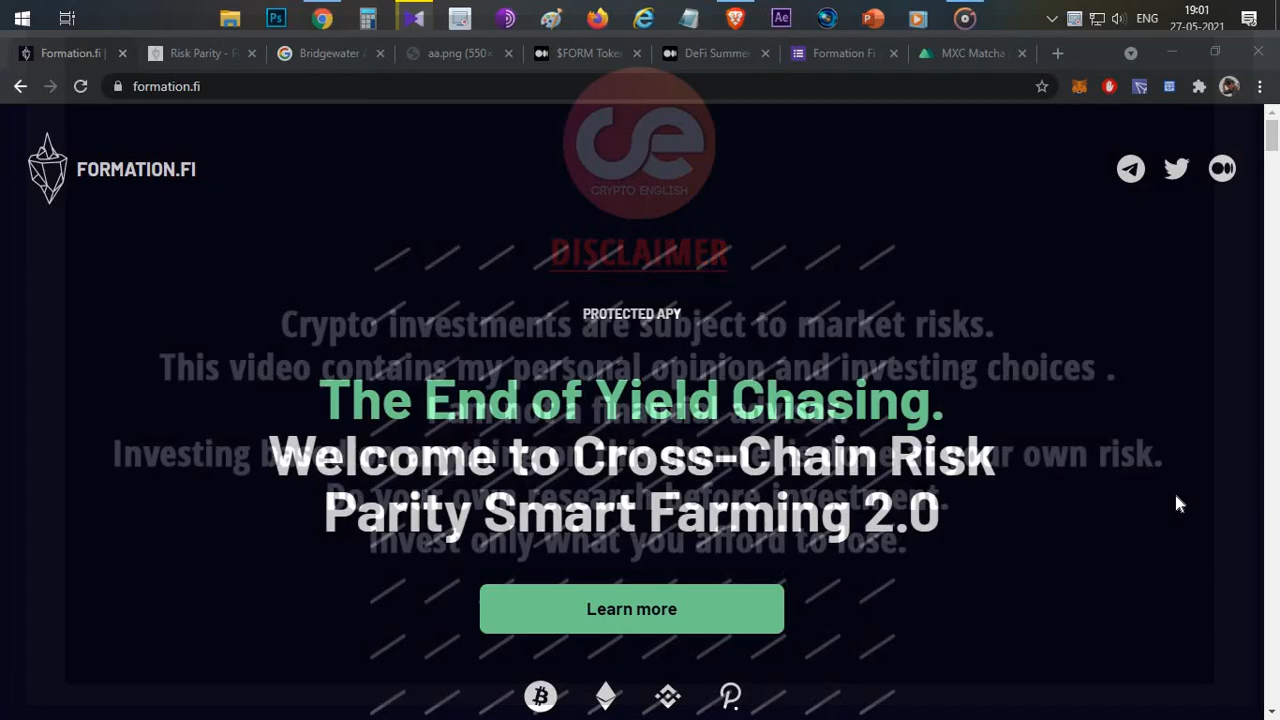 Ps
Ae
ENG
19:01
27-05-2021
Formation.fi |
Risk Parity - F
Bridgewater A
aa.png (550×
$FORM Toke
DeFi Summe
Formation Fi
MXC Matcha
formation.fi
FORMATION.FI
CRYPTO ENGLISH
DISCLAIMER
PROTECTED APY
Crypto investments are subject to market risks.
This video contains my personal opinion and investing choices .
The End of Yield Chasing.
Welcome to Cross-Chain Risk
Parity Smart Farming 2.0
Do your own research before investment.
Invest only what you afford to lose.
Learn more